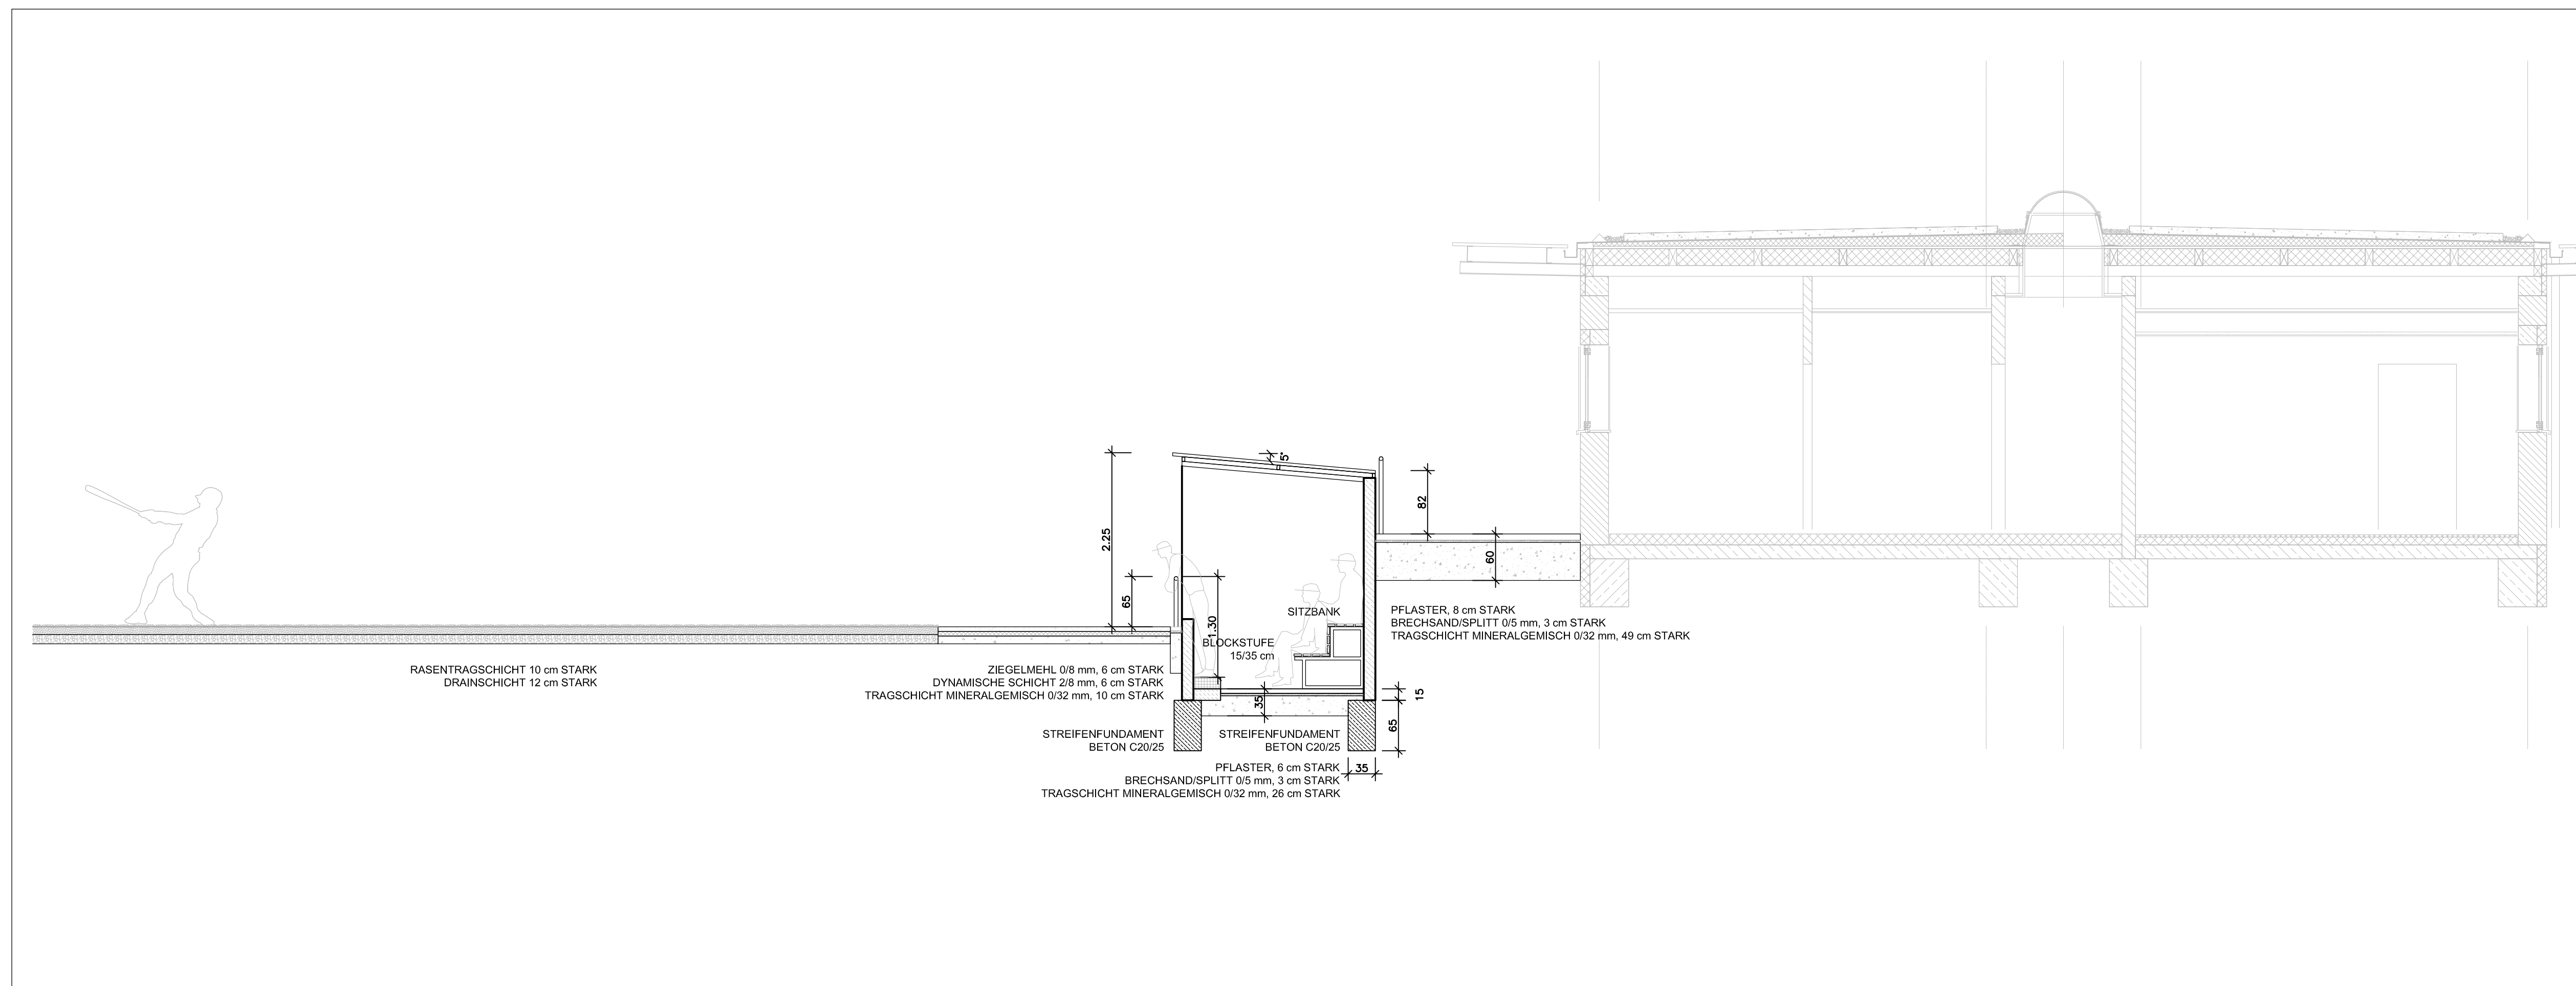 5°
82
2.25
60
65
1.30
SITZBANK
PFLASTER, 8 cm STARK
BRECHSAND/SPLITT 0/5 mm, 3 cm STARK
TRAGSCHICHT MINERALGEMISCH 0/32 mm, 49 cm STARK
BLOCKSTUFE
15/35 cm
RASENTRAGSCHICHT 10 cm STARK
DRAINSCHICHT 12 cm STARK
ZIEGELMEHL 0/8 mm, 6 cm STARK
DYNAMISCHE SCHICHT 2/8 mm, 6 cm STARK
TRAGSCHICHT MINERALGEMISCH 0/32 mm, 10 cm STARK
35
15
65
STREIFENFUNDAMENT
BETON C20/25
STREIFENFUNDAMENT
BETON C20/25
PFLASTER, 6 cm STARK
BRECHSAND/SPLITT 0/5 mm, 3 cm STARK
TRAGSCHICHT MINERALGEMISCH 0/32 mm, 26 cm STARK
35